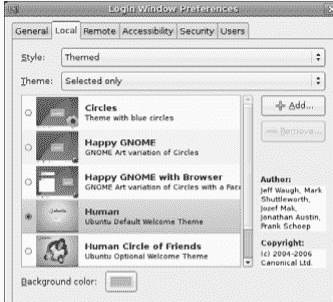 Login Window Preferences
General Local Remote Accessibility Security Users
Style: Themed
Theme: Selected only
Circles
Theme with blue circles
Happy GNOME
GNOME Art variation of Circles
Happy GNOME with Browser
GNOME Art variation of Circles with a Face
Human
Ubuntu Default Welcome Theme
Human Circle of Friends
Ubuntu Optional Welcome Theme
Add...
Remove...
Author:
Jeff Waugh, Mark
Shuttleworth,
Jozef Mak,
Jonathan Austin,
Frank Schoep
Copyright:
(c) 2004-2006
Canonical Ltd.
Background color: